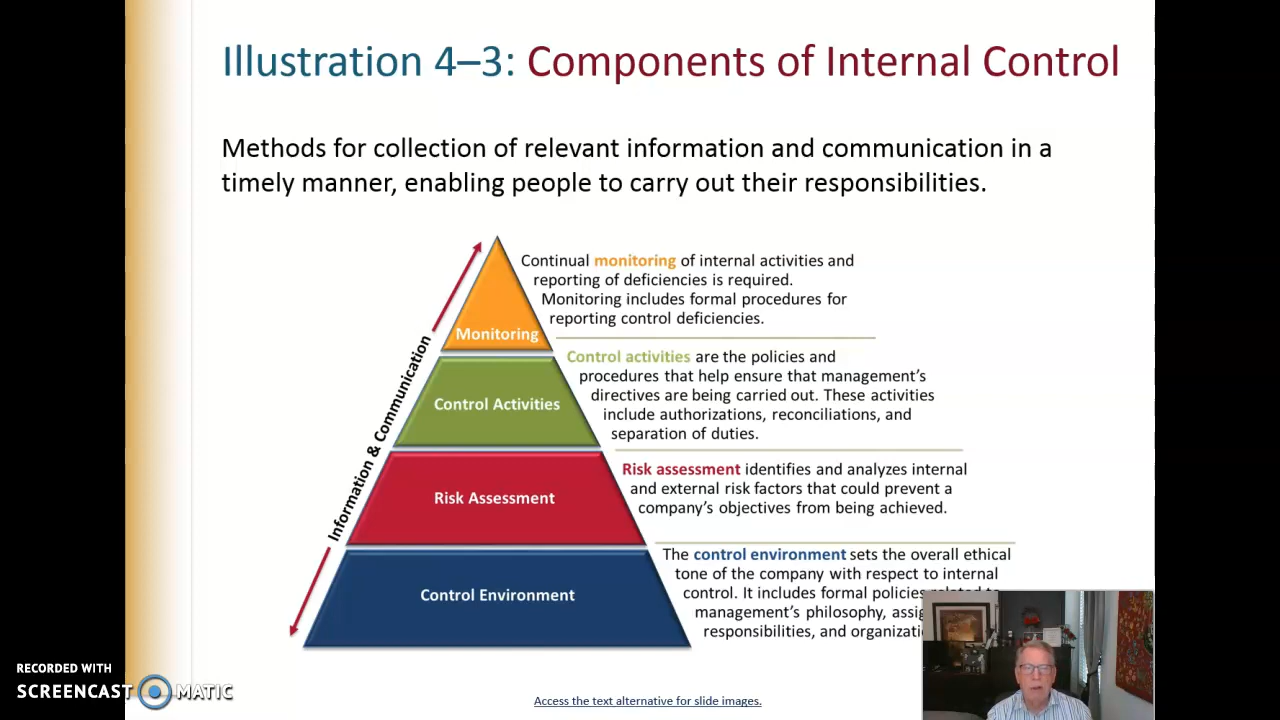 Illustration 4–3: Components of Internal Control
Methods for collection of relevant information and communication in a
timely manner, enabling people to carry out their responsibilities.
Information & Communication
Monitoring
Continual monitoring of internal activities and
reporting of deficiencies is required.
Monitoring includes formal procedures for
reporting control deficiencies.
Control Activities
Control activities are the policies and
procedures that help ensure that management’s
directives are being carried out. These activities
include authorizations, reconciliations, and
separation of duties.
Risk Assessment
Risk assessment identifies and analyzes internal
and external risk factors that could prevent a
company’s objectives from being achieved.
Control Environment
The control environment sets the overall ethical
tone of the company with respect to internal
control. It includes formal policies related to
management’s philosophy,
responsibilities, and
RECORDED WITH
SCREENCAST MATIC
Access the text alternative for slide images.